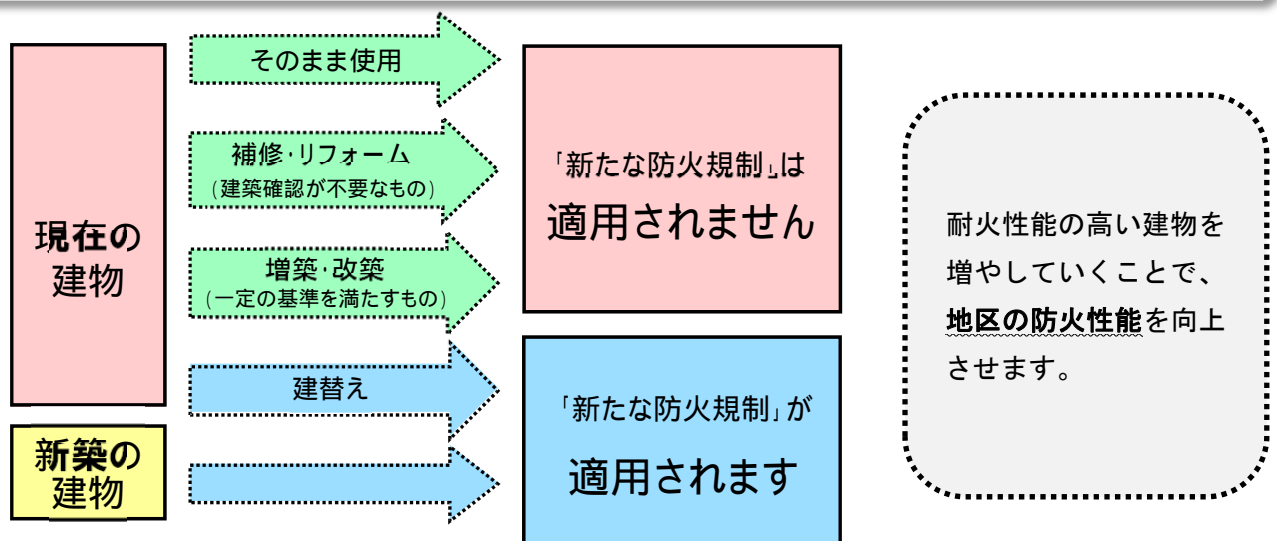 現在の
建物
新築の
建物
そのまま使用
補修・リフォーム
(建築確認が不要なもの)
増築・改築
(一定の基準を満たすもの)
建替え
「新たな防火規制」は
適用されません
「新たな防火規制」が
適用されます
耐火性能の高い建物を
増やしていくことで、
地区の防火性能を向上
させます。